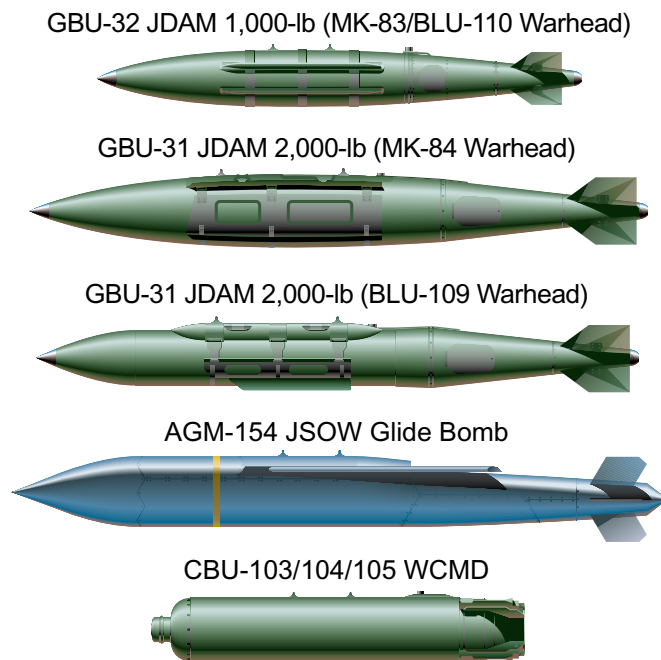 GBU-32 JDAM 1,000-lb (MK-83/BLU-110 Warhead)
GBU-31 JDAM 2,000-lb (MK-84 Warhead)
GBU-31 JDAM 2,000-lb (BLU-109 Warhead)
AGM-154 JSOW Glide Bomb
CBU-103/104/105 WCMD